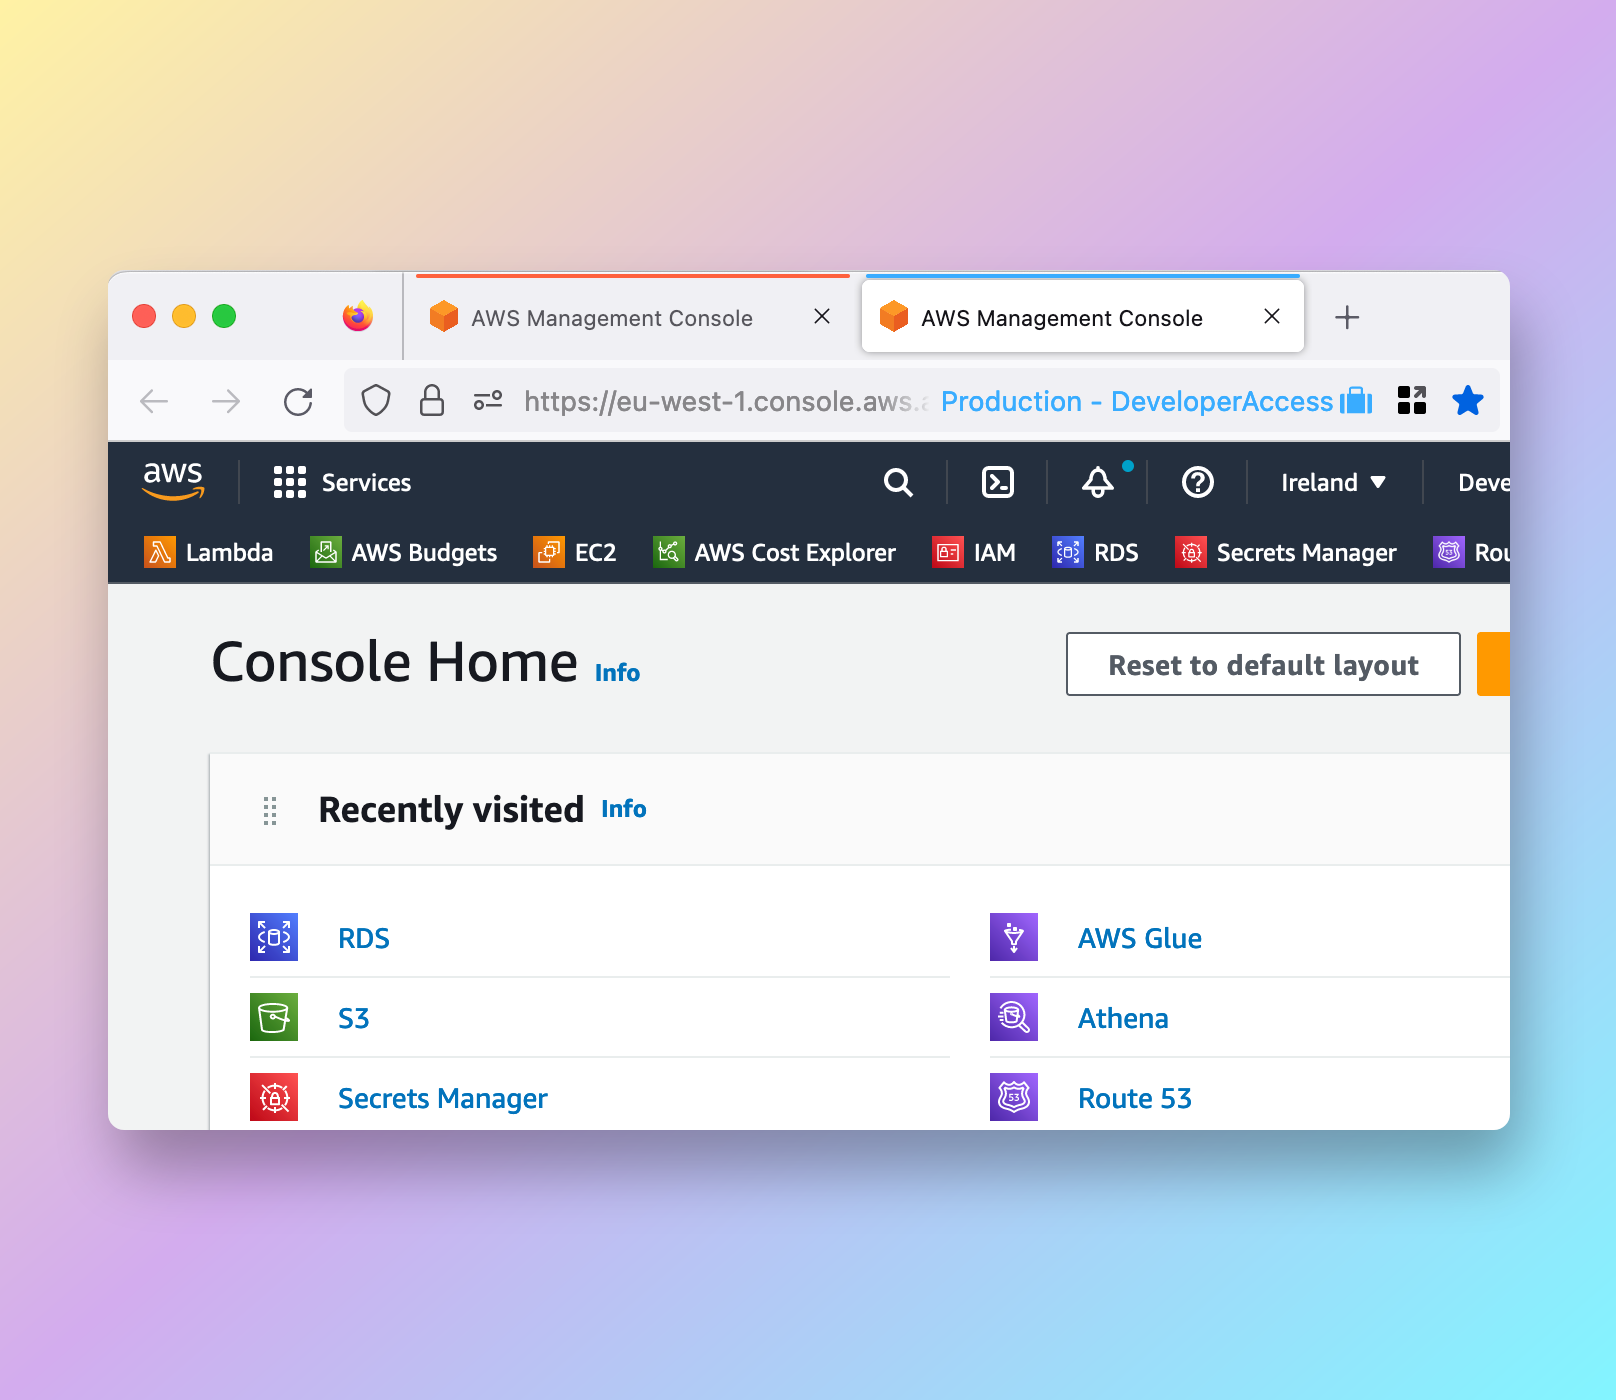 AWS Management Console
AWS Management Console
https://eu-west-1.console.aws. Production - DeveloperAccess
aws Services Ireland
Lambda AWS Budgets EC2 AWS Cost Explorer IAM RDS Secrets Manager
Console Home Info
Reset to default layout
Recently visited Info
RDS
AWS Glue
S3
Athena
Secrets Manager
Route 53